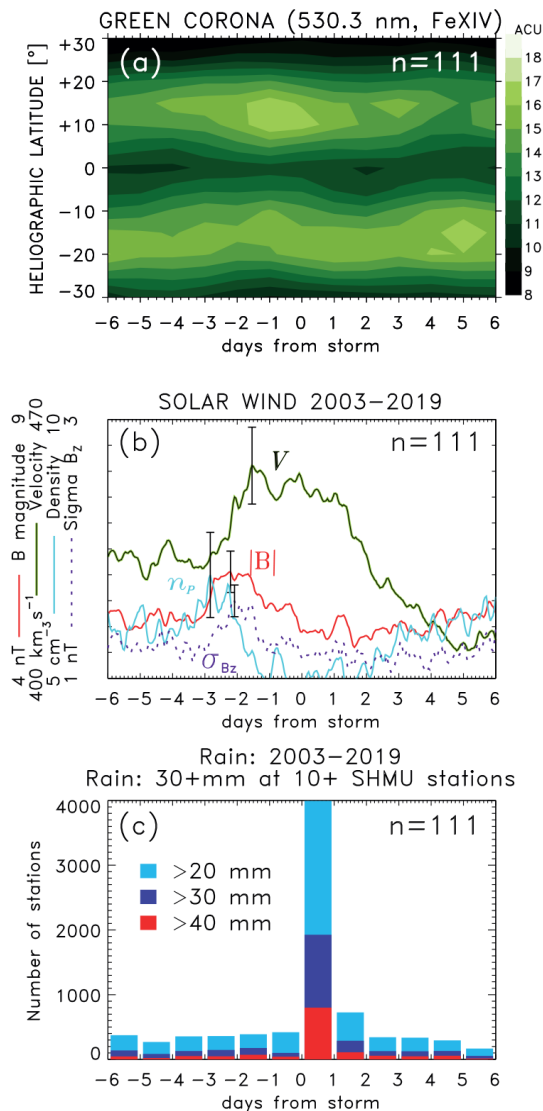 GREEN CORONA (530.3 nm, FeXIV)
ACU
HELIOGRAPHIC LATITUDE [°]
+30
+20
+10
0
−10
−20
−30
(a)
n=111
18
17
16
15
14
13
12
11
10
9
8
−6 −5 −4 −3 −2 −1 0 1 2 3 4 5 6
days from storm
SOLAR WIND 2003−2019
4 nT B magnitude 9
400 km s−1 Velocity 470
5 cm−3 Density 10
1 nT Sigma Bz 3
(b)
n=111
V
|B|
np
σBz
−6 −5 −4 −3 −2 −1 0 1 2 3 4 5 6
days from storm
Rain: 2003−2019
Rain: 30+mm at 10+ SHMU stations
Number of stations
4000
3000
2000
1000
0
(c)
n=111
>20 mm
>30 mm
>40 mm
−6 −5 −4 −3 −2 −1 0 1 2 3 4 5 6
days from storm